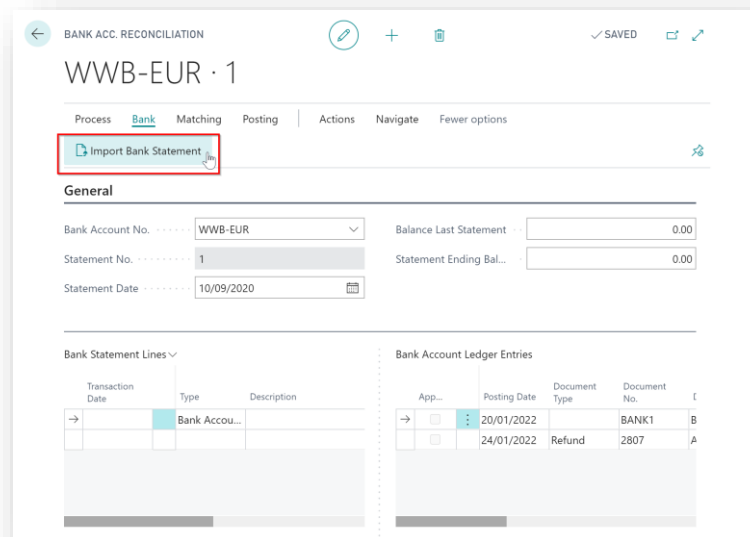 BANK ACC. RECONCILIATION
SAVED
WWB-EUR · 1
Process Bank Matching Posting Actions Navigate Fewer options
Import Bank Statement
General
Bank Account No. WWB-EUR Balance Last Statement 0.00
Statement No. 1 Statement Ending Bal... 0.00
Statement Date 10/09/2020
Bank Statement Lines Bank Account Ledger Entries
Transaction Date Type Description App... Posting Date Document Type Document No.
Bank Accou... 20/01/2022 BANK1 B
24/01/2022 Refund 2807 A